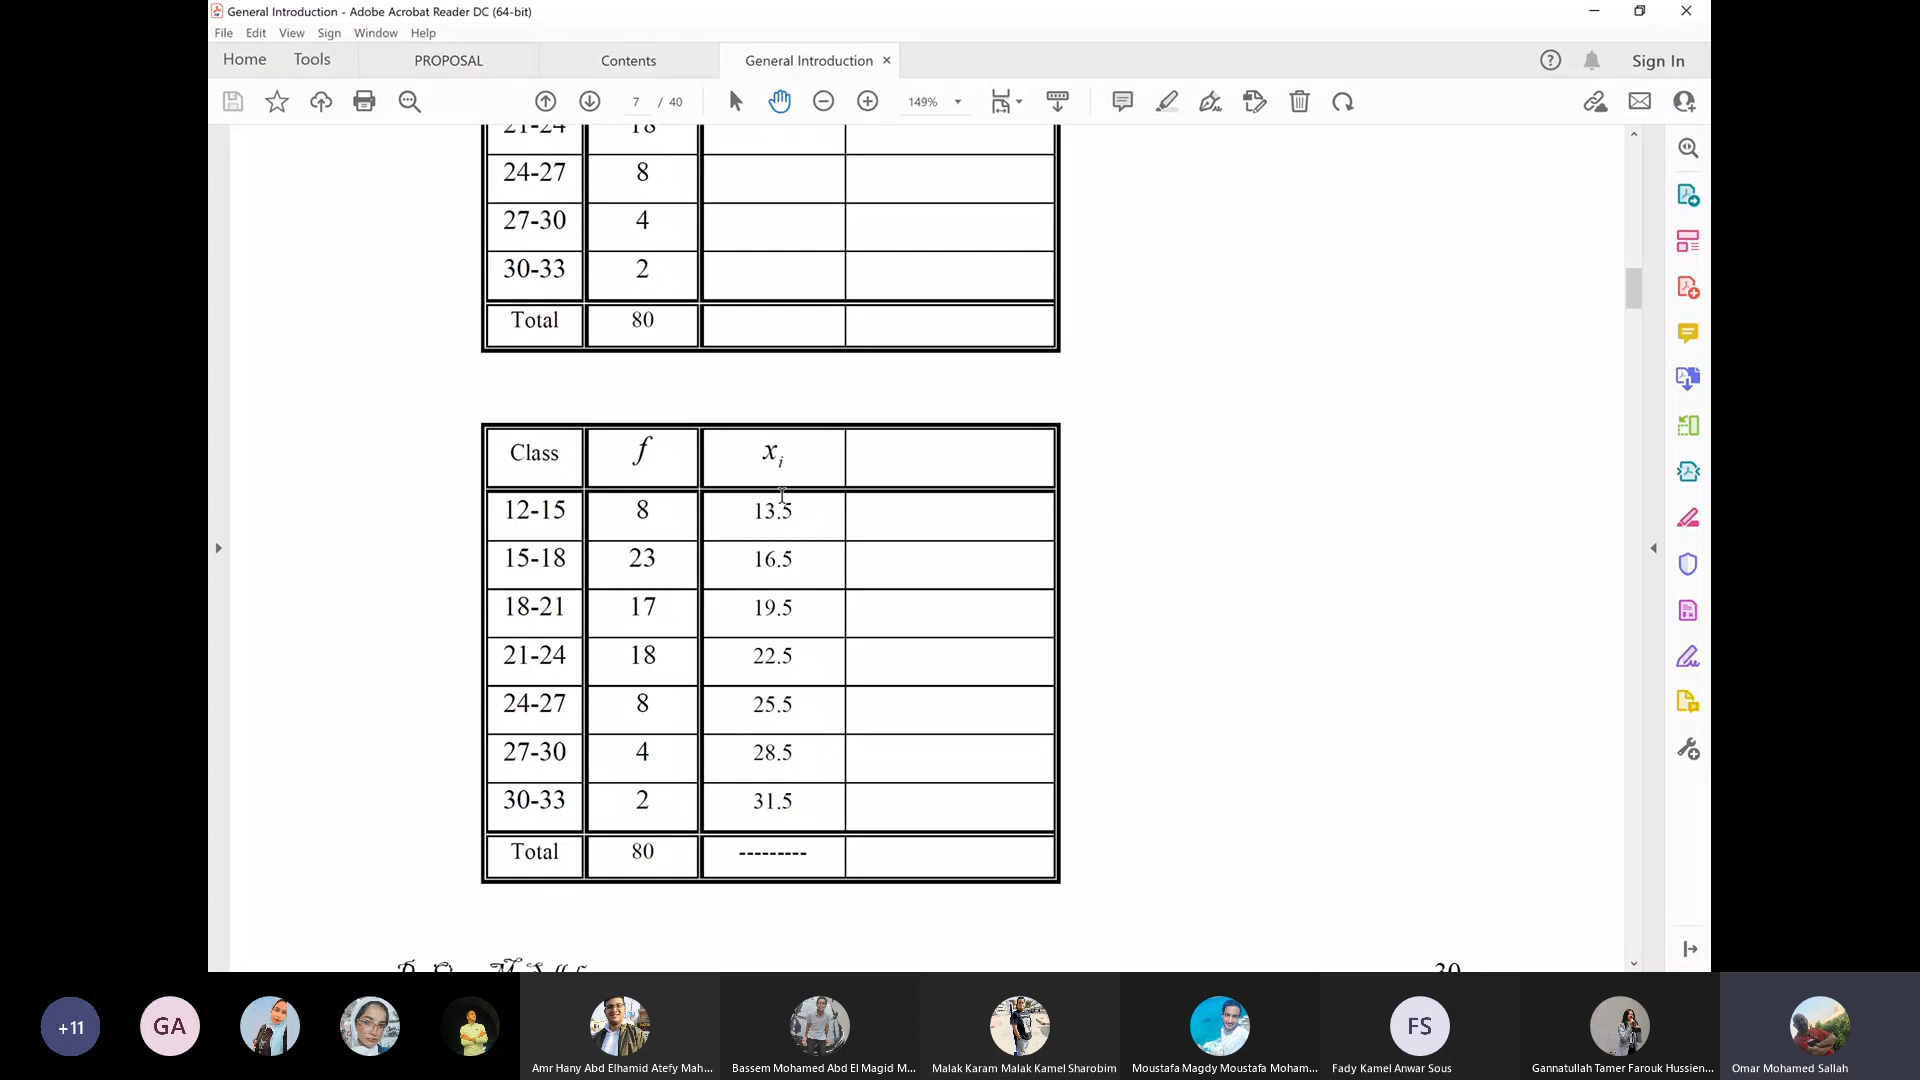 General Introduction - Adobe Acrobat Reader DC (64-bit)
File Edit View Sign Window Help
Home Tools PROPOSAL Contents General Introduction × Sign In
7 / 40 149%
21-24 18
24-27 8
27-30 4
30-33 2
Total 80
Class f xᵢ
12-15 8 13.5
15-18 23 16.5
18-21 17 19.5
21-24 18 22.5
24-27 8 25.5
27-30 4 28.5
30-33 2 31.5
Total 80 ---------
+11 GA FS
Amr Hany Abd Elhamid Atefy Mah... Bassem Mohamed Abd El Magid M... Malak Karam Malak Kamel Sharobim Moustafa Magdy Moustafa Moham... Fady Kamel Anwar Sous Gannatullah Tamer Farouk Hussien... Omar Mohamed Sallah